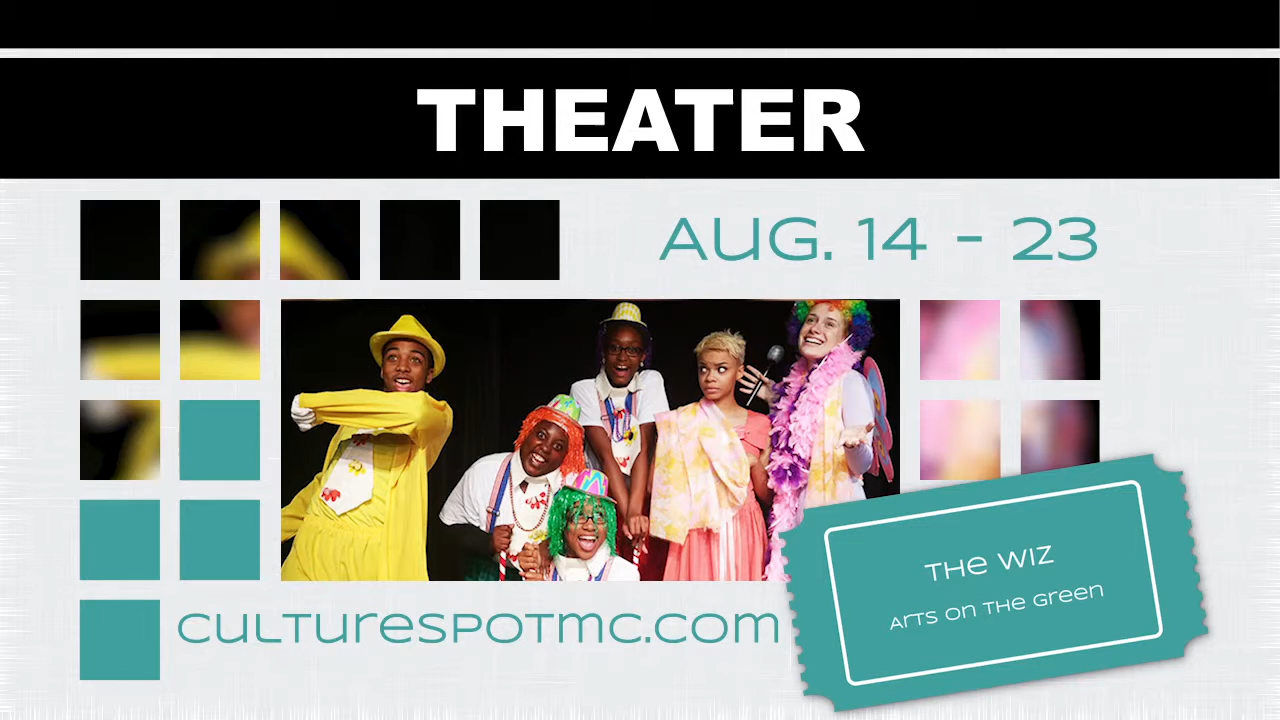 THEATER
AUG. 14 - 23
CULTURESPOTMC.COM
THE WIZ
ARTS ON THE GREEN